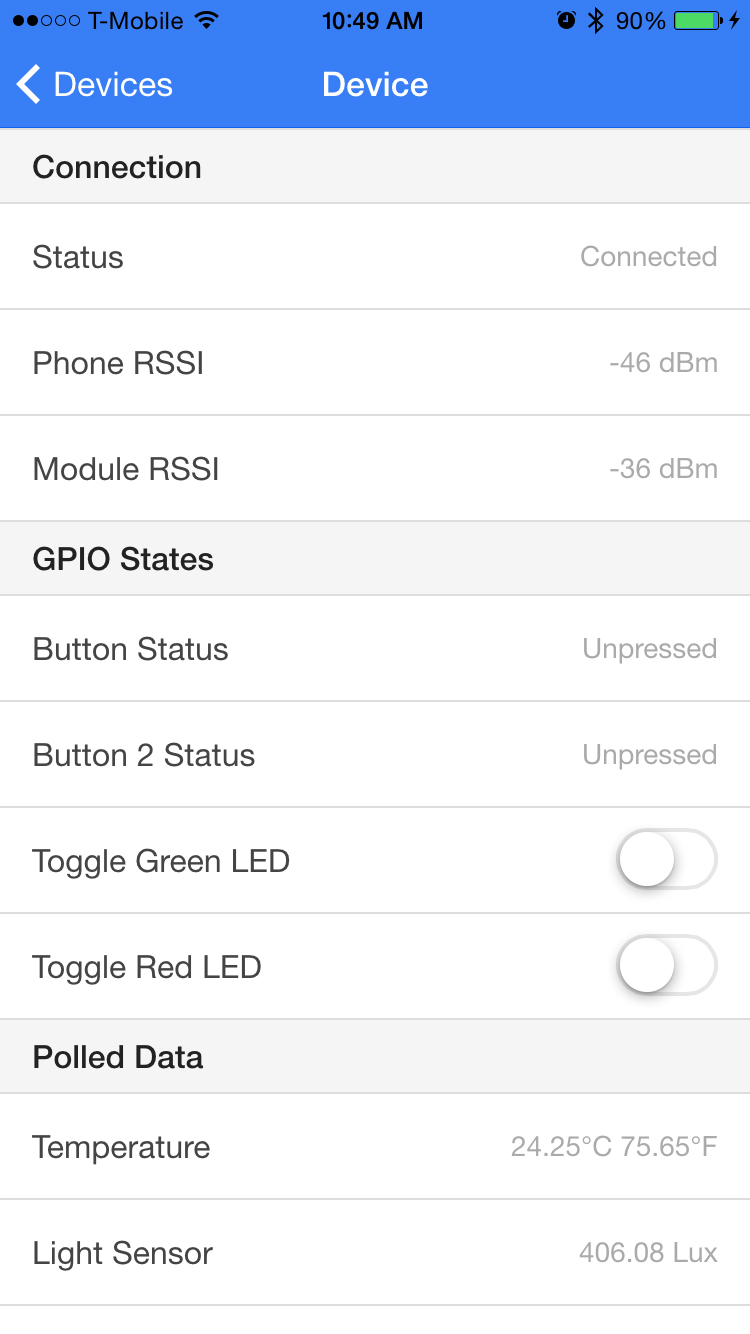 T-Mobile 10:49 AM 90%
Devices Device
Connection
Status Connected
Phone RSSI -46 dBm
Module RSSI -36 dBm
GPIO States
Button Status Unpressed
Button 2 Status Unpressed
Toggle Green LED
Toggle Red LED
Polled Data
Temperature 24.25°C 75.65°F
Light Sensor 406.08 Lux